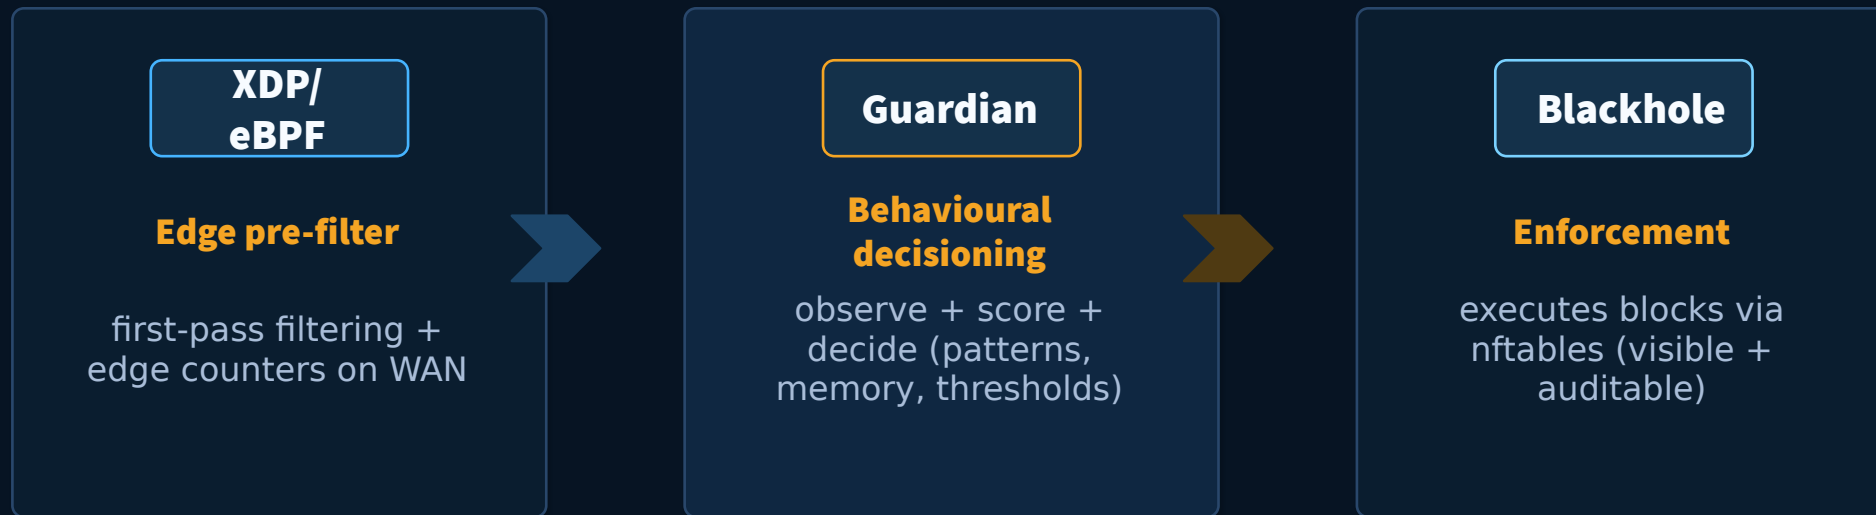 XDP/
eBPF
Edge pre-filter
first-pass filtering +
edge counters on WAN
Guardian
Behavioural
decisioning
observe + score +
decide (patterns,
memory, thresholds)
Blackhole
Enforcement
executes blocks via
nftables (visible +
auditable)